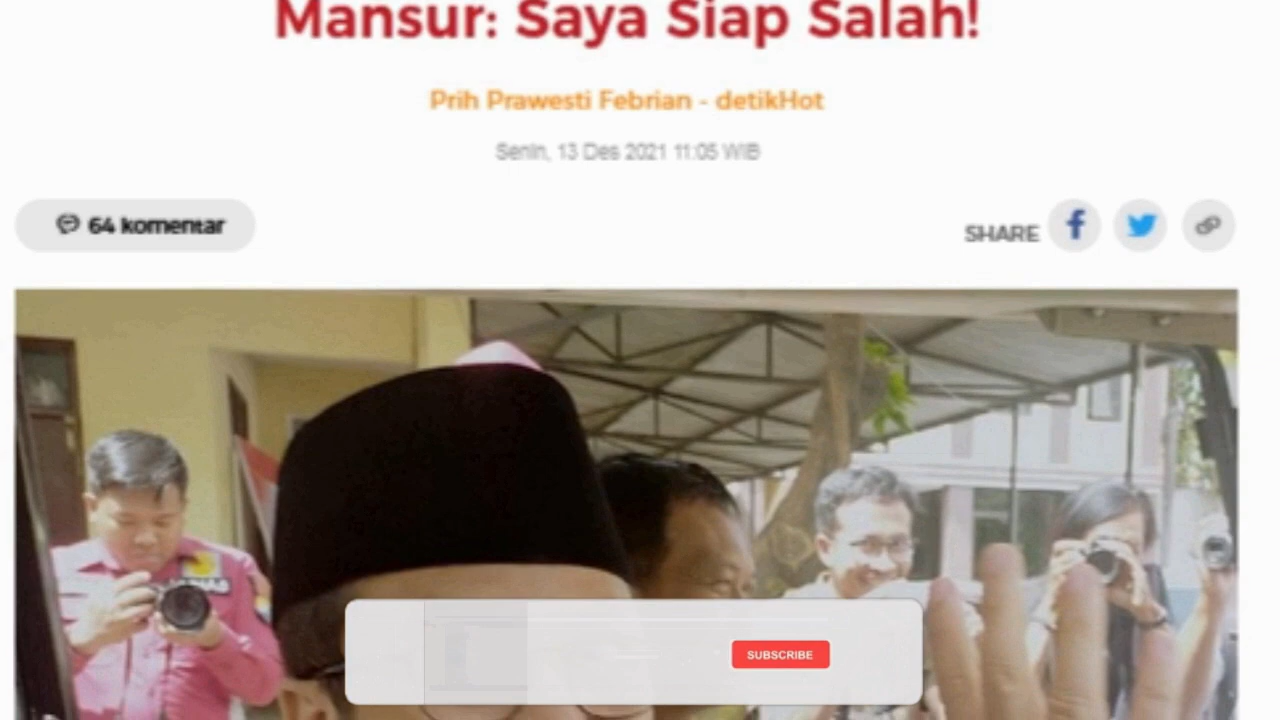 Mansur: Saya Siap Salah!
Prih Prawesti Febrian - detikHot
Senin, 13 Des 2021 11:05 WIB
64 komentar
SHARE
SUBSCRIBE